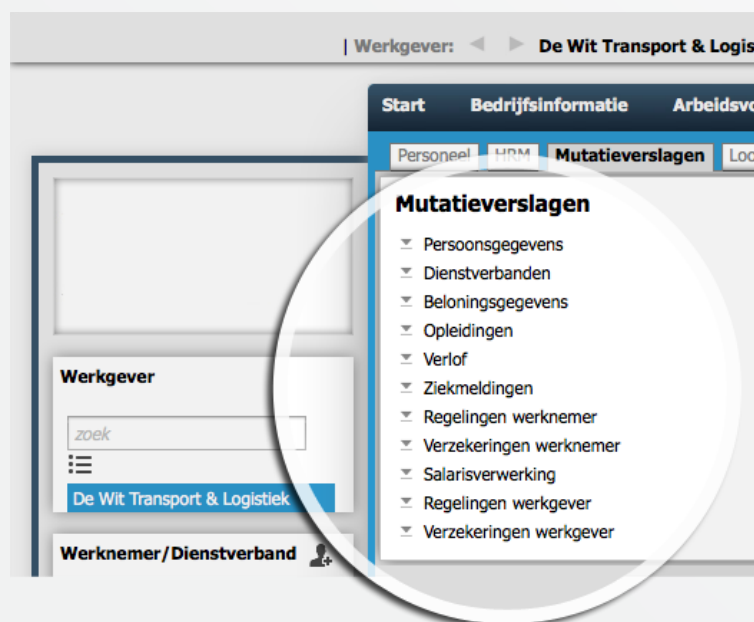 | Werkgever: De Wit Transport & Logis
Start Bedrijfsinformatie Arbeidsvo
Personeel HRM Mutatieverslagen Loo
Mutatieverslagen
Persoonsgegevens
Dienstverbanden
Beloningsgegevens
Opleidingen
Verlof
Ziekmeldingen
Regelingen werknemer
Verzekeringen werknemer
Salarisverwerking
Regelingen werkgever
Verzekeringen werkgever
Werkgever
zoek
De Wit Transport & Logistiek
Werknemer/Dienstverband